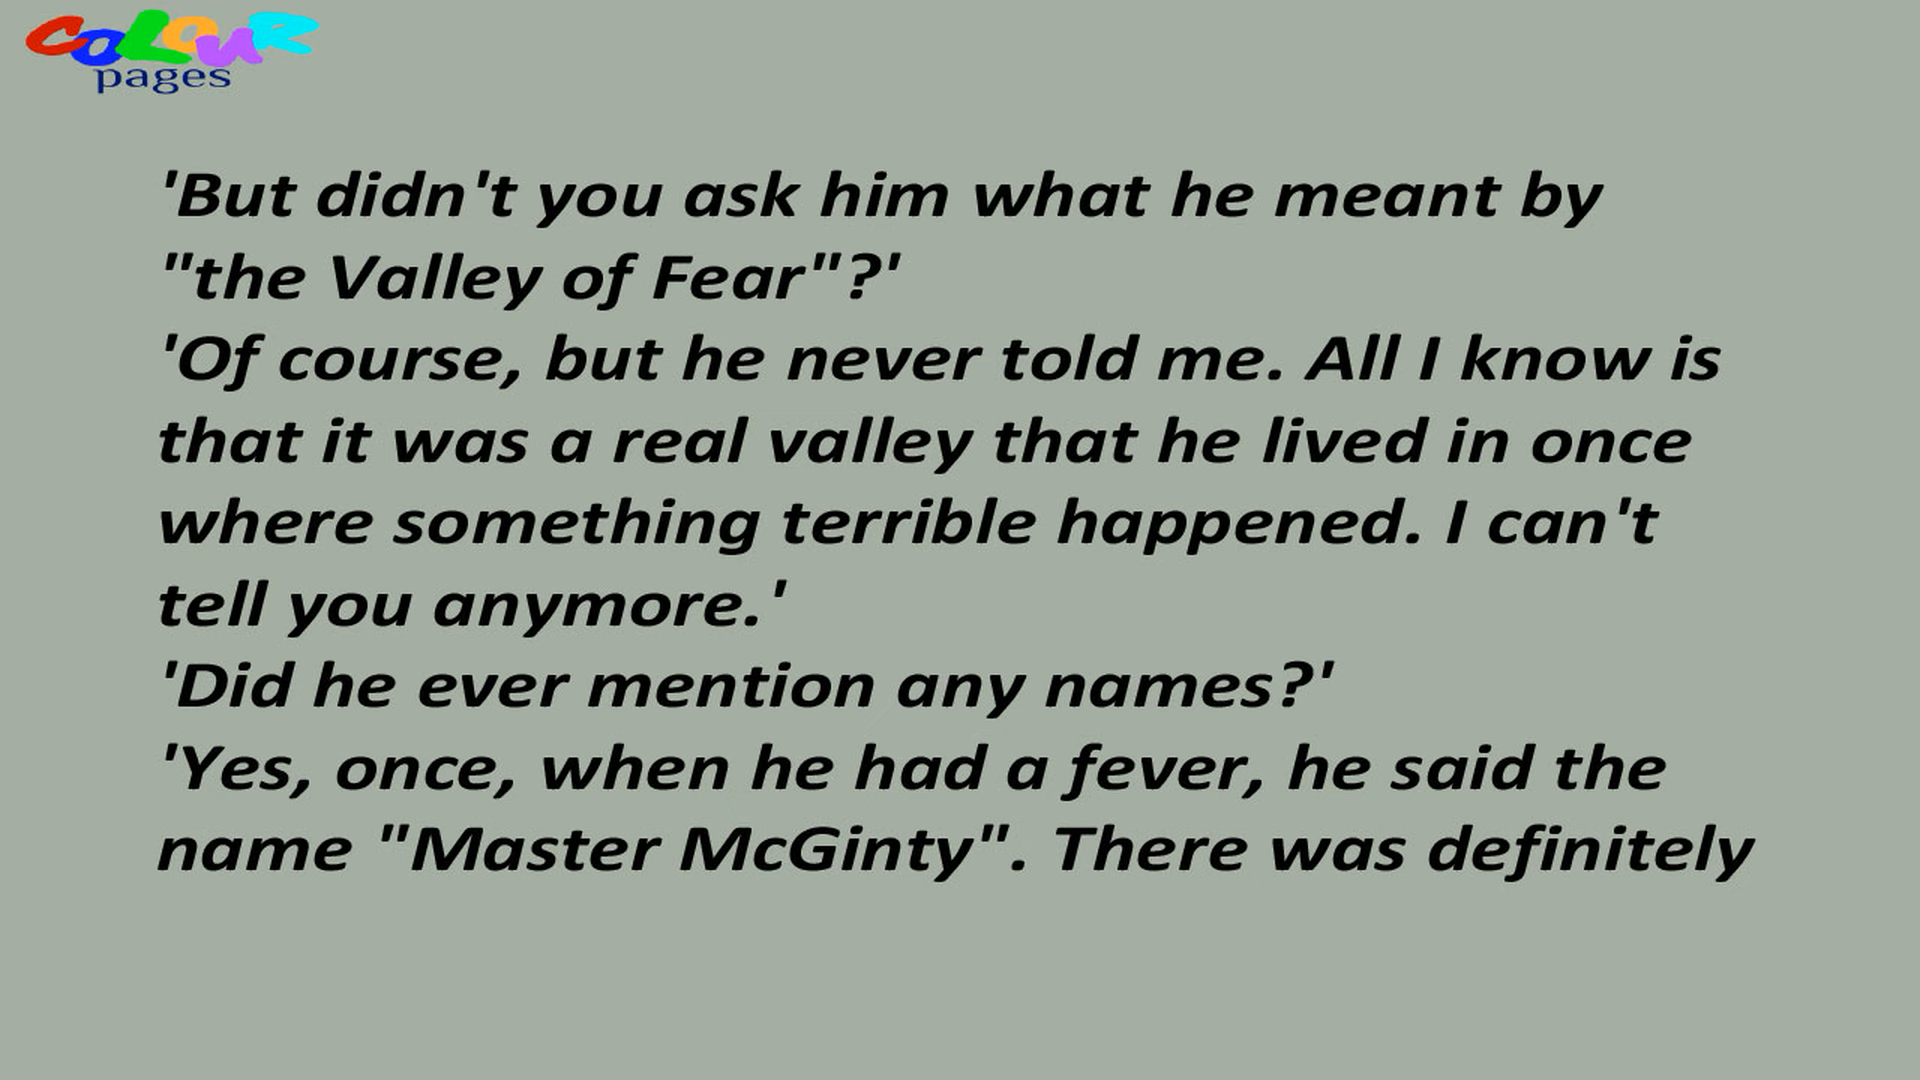 COLOUR
pages
'But didn't you ask him what he meant by
"the Valley of Fear"?'
'Of course, but he never told me. All I know is
that it was a real valley that he lived in once
where something terrible happened. I can't
tell you anymore.'
'Did he ever mention any names?'
'Yes, once, when he had a fever, he said the
name "Master McGinty". There was definitely